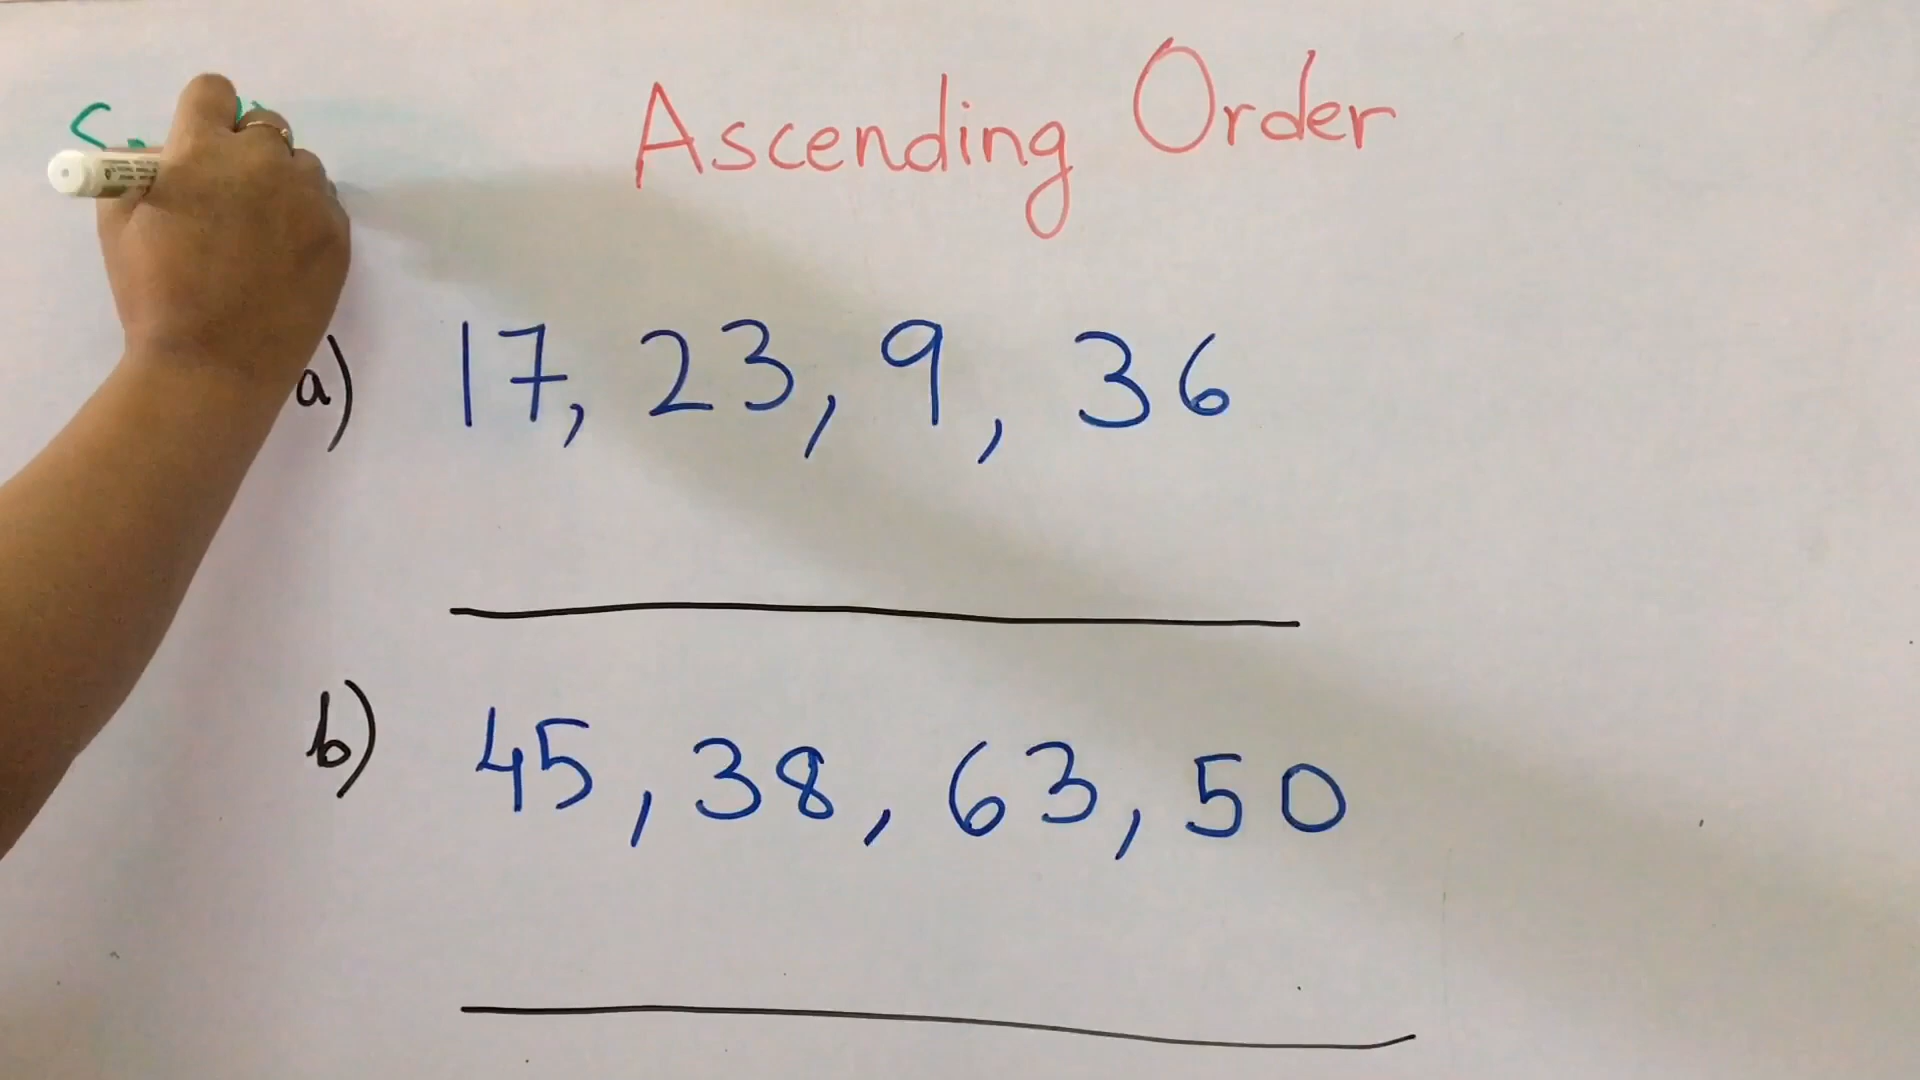 Ascending Order
a) 17, 23, 9, 36
b) 45, 38, 63, 50